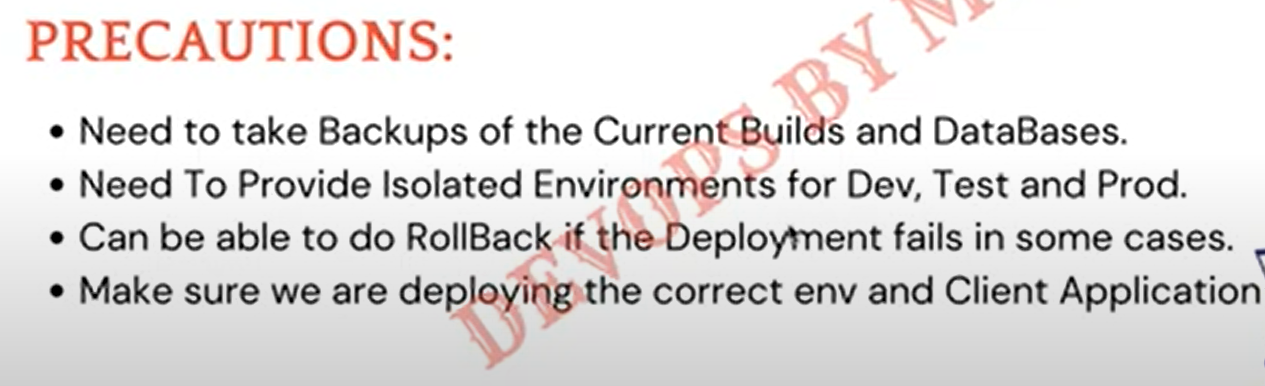 PRECAUTIONS:
• Need to take Backups of the Current Builds and DataBases.
• Need To Provide Isolated Environments for Dev, Test and Prod.
• Can be able to do RollBack if the Deployment fails in some cases.
• Make sure we are deploying the correct env and Client Application
DEVOPS BY M